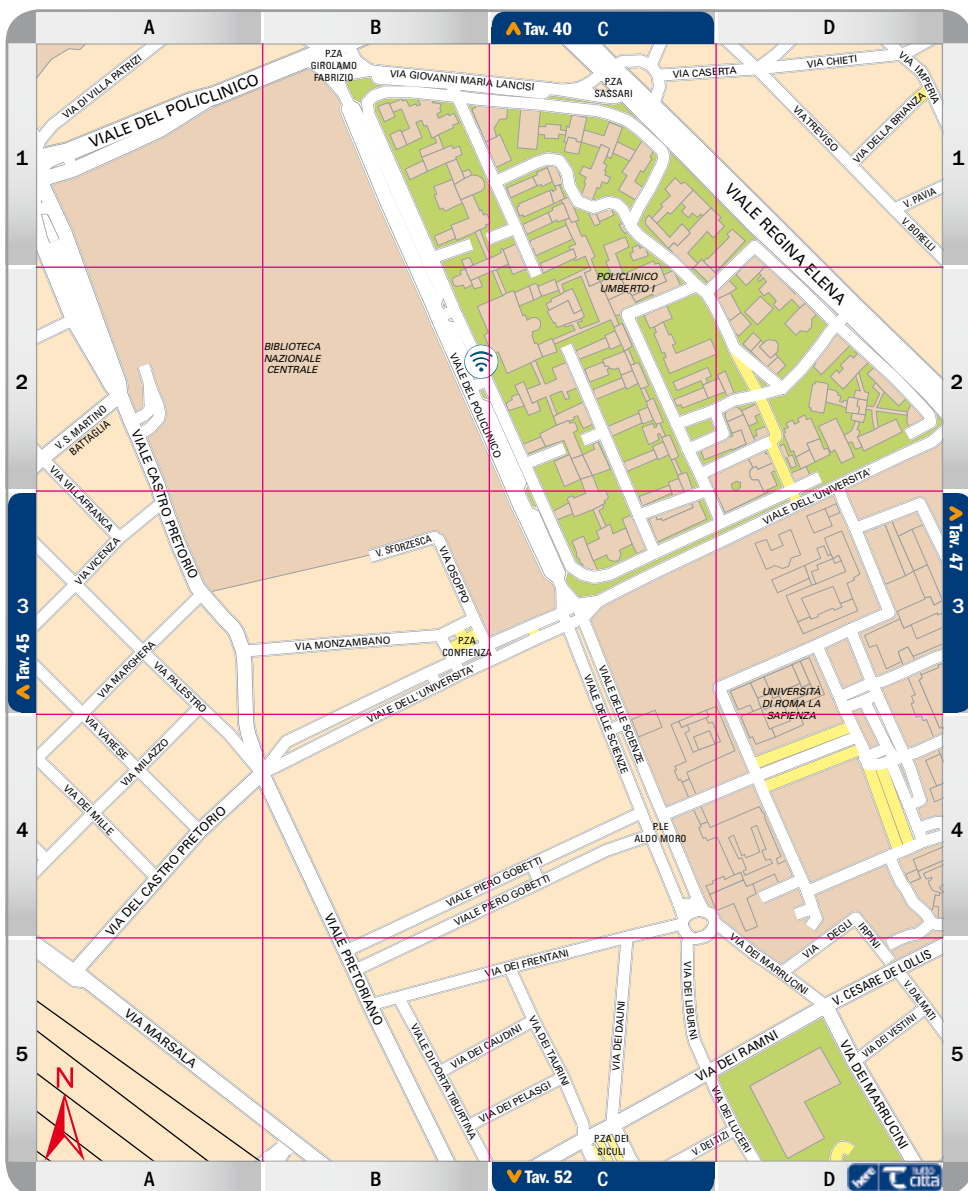 A
B
Tav. 40 C
D
1
2
3
Tav. 45
4
5
1
2
Tav. 47
3
4
5
P.ZA
GIROLAMO
FABRIZIO
VIA DI VILLA PATRIZI
VIALE DEL POLICLINICO
VIA GIOVANNI MARIA LANCISI
P.ZA
SASSARI
VIA CASERTA
VIA CHIETI
VIA IMPERIA
VIA DELLA BRIANZA
VIA TREVISO
V. PAVIA
V. BORELLI
VIALE REGINA ELENA
POLICLINICO
UMBERTO I
BIBLIOTECA
NAZIONALE
CENTRALE
VIALE DEL POLICLINICO
V. S. MARTINO
BATTAGLIA
VIALE CASTRO PRETORIO
VIA VILLAFRANCA
VIA VICENZA
VIALE DELL'UNIVERSITA'
V. SFORZESCA
VIA OSOPPO
VIA MONZAMBANO
P.ZA
CONFIENZA
VIALE DELL'UNIVERSITA'
VIA MARGHERA
VIA PALESTRO
VIALE DELLE SCIENZE
VIALE DELLE SCIENZE
UNIVERSITÀ
DI ROMA LA
SAPIENZA
VIA VARESE
VIA MILAZZO
VIA DEI MILLE
VIA DEL CASTRO PRETORIO
P.LE
ALDO MORO
VIALE PIERO GOBETTI
VIALE PIERO GOBETTI
VIALE PRETORIANO
VIA DEI FRENTANI
VIA DEI MARRUCINI
VIA DEGLI IRPINI
V. CESARE DE LOLLIS
V. DALMATI
VIA DEI VESTINI
VIA MARSALA
VIALE DI PORTA TIBURTINA
VIA DEI CAUDINI
VIA DEI TAURINI
VIA DEI DAUNI
VIA DEI LIBURNI
VIA DEI RAMNI
VIA DEI MARRUCINI
VIA DEI PELASGI
VIA DEI LUCERI
V. DEI TIZI
P.ZA DEI
SICULI
N
A
B
Tav. 52 C
D
here
TUTTO
città